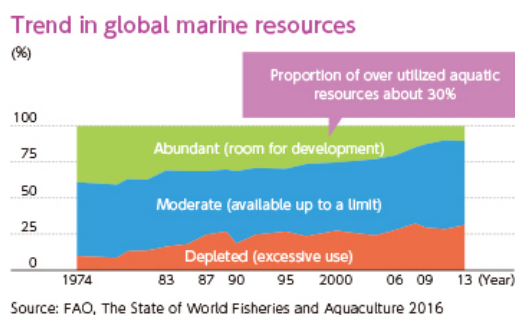 Trend in global marine resources
(%)
Proportion of over utilized aquatic
resources about 30%
100
Abundant (room for development)
75
50
Moderate (available up to a limit)
25
Depleted (excessive use)
0
1974 83 87 90 95 2000 06 09 13 (Year)
Source: FAO, The State of World Fisheries and Aquaculture 2016